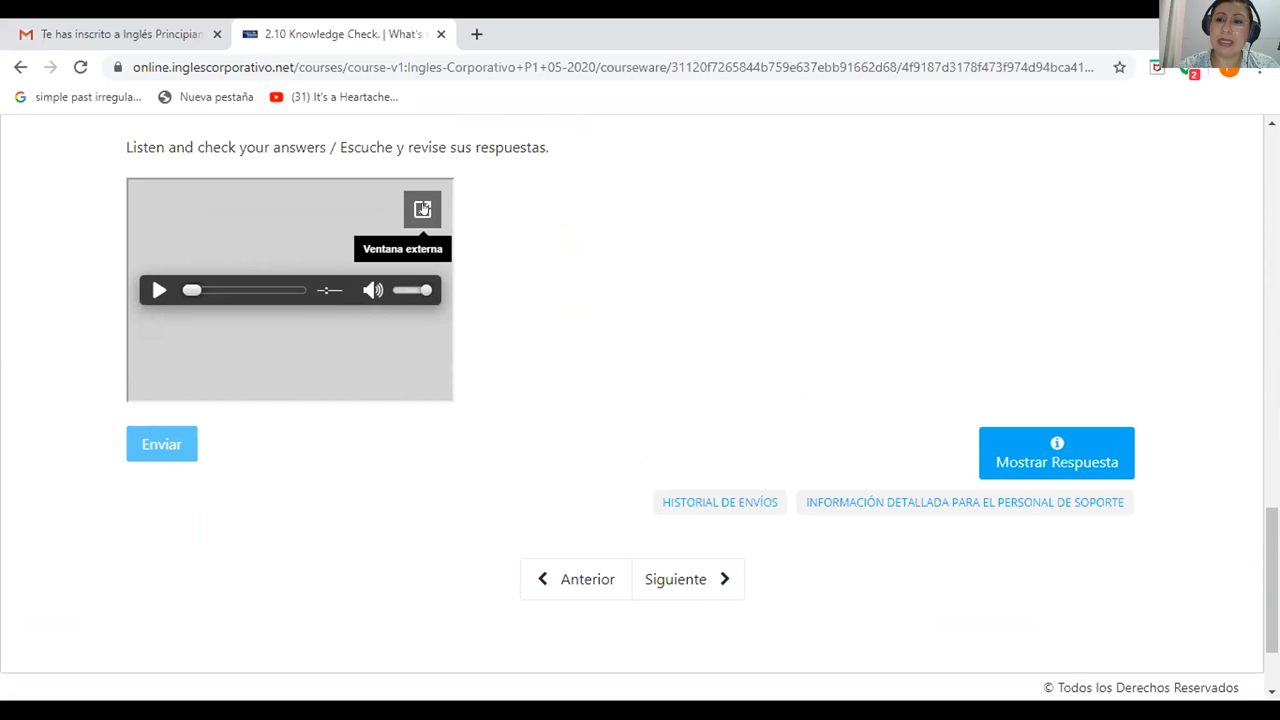 Te has inscrito a Inglés Principian
2.10 Knowledge Check. | What's
online.inglescorporativo.net/courses/course-v1:Ingles-Corporativo+P1+05-2020/courseware/31120f7265844b759e637ebb91662d68/4f9187d3178f473f974d94bca41...
2
simple past irregula...
Nueva pestaña
(31) It's a Heartache...
Listen and check your answers / Escuche y revise sus respuestas.
Ventana externa
--:--
Enviar
Mostrar Respuesta
HISTORIAL DE ENVÍOS
INFORMACIÓN DETALLADA PARA EL PERSONAL DE SOPORTE
Anterior
Siguiente
© Todos los Derechos Reservados